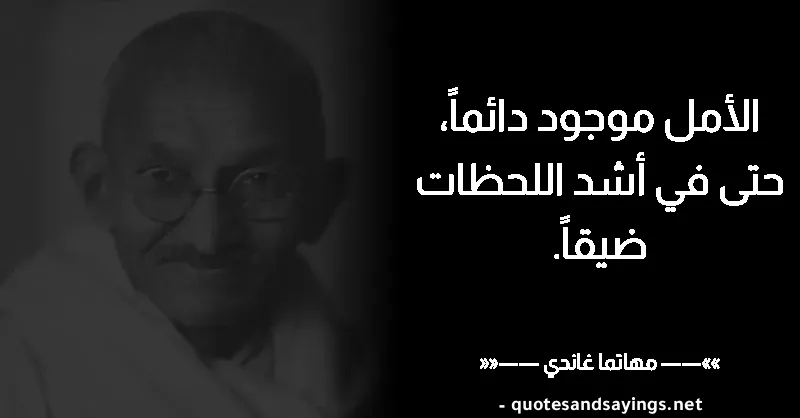 الأمل موجود دائماً،
حتى في أشد اللحظات
ضيقاً.
»»—— مهاتما غاندي ——««
- quotesandsayings.net